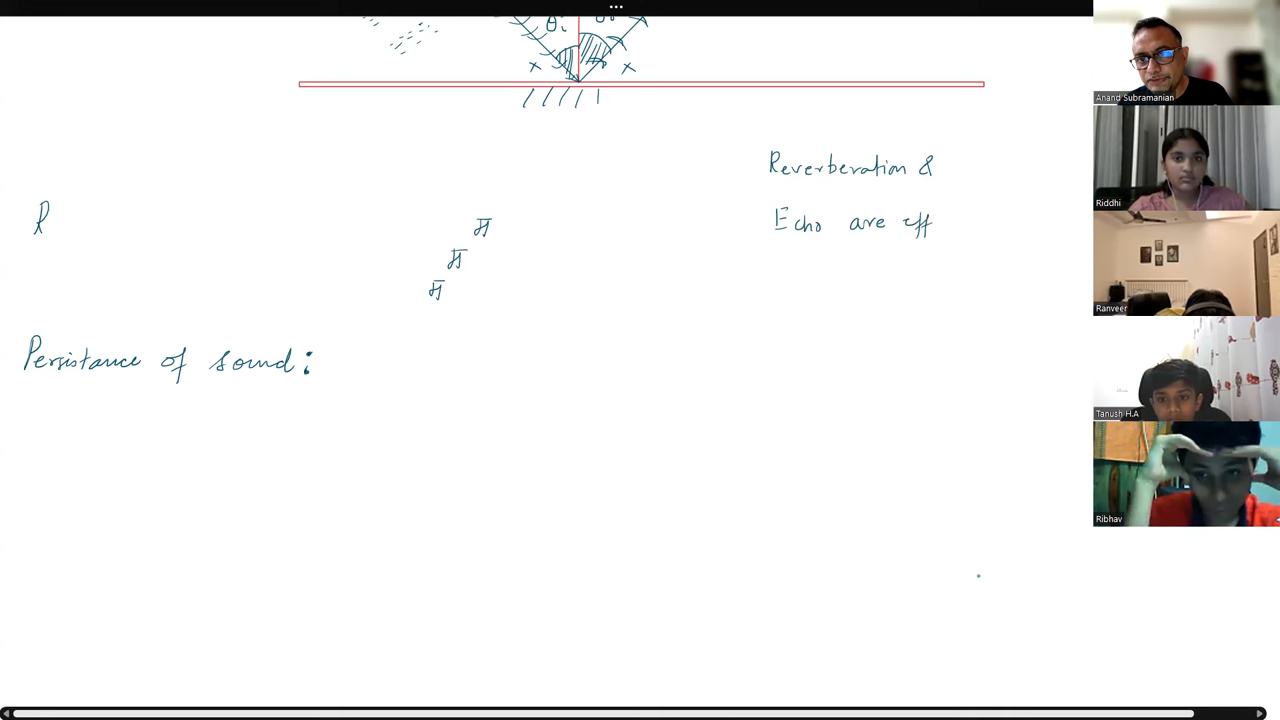 θi
Reverberation &
Echo are eff
R
म
म
म
Persistance of sound:
Anand Subramanian
Riddhi
Ranveer
Tanush H.A
Ribhav